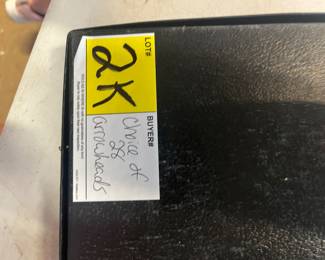 LOT#
2K
BUYER#
choice of
28
arrowheads